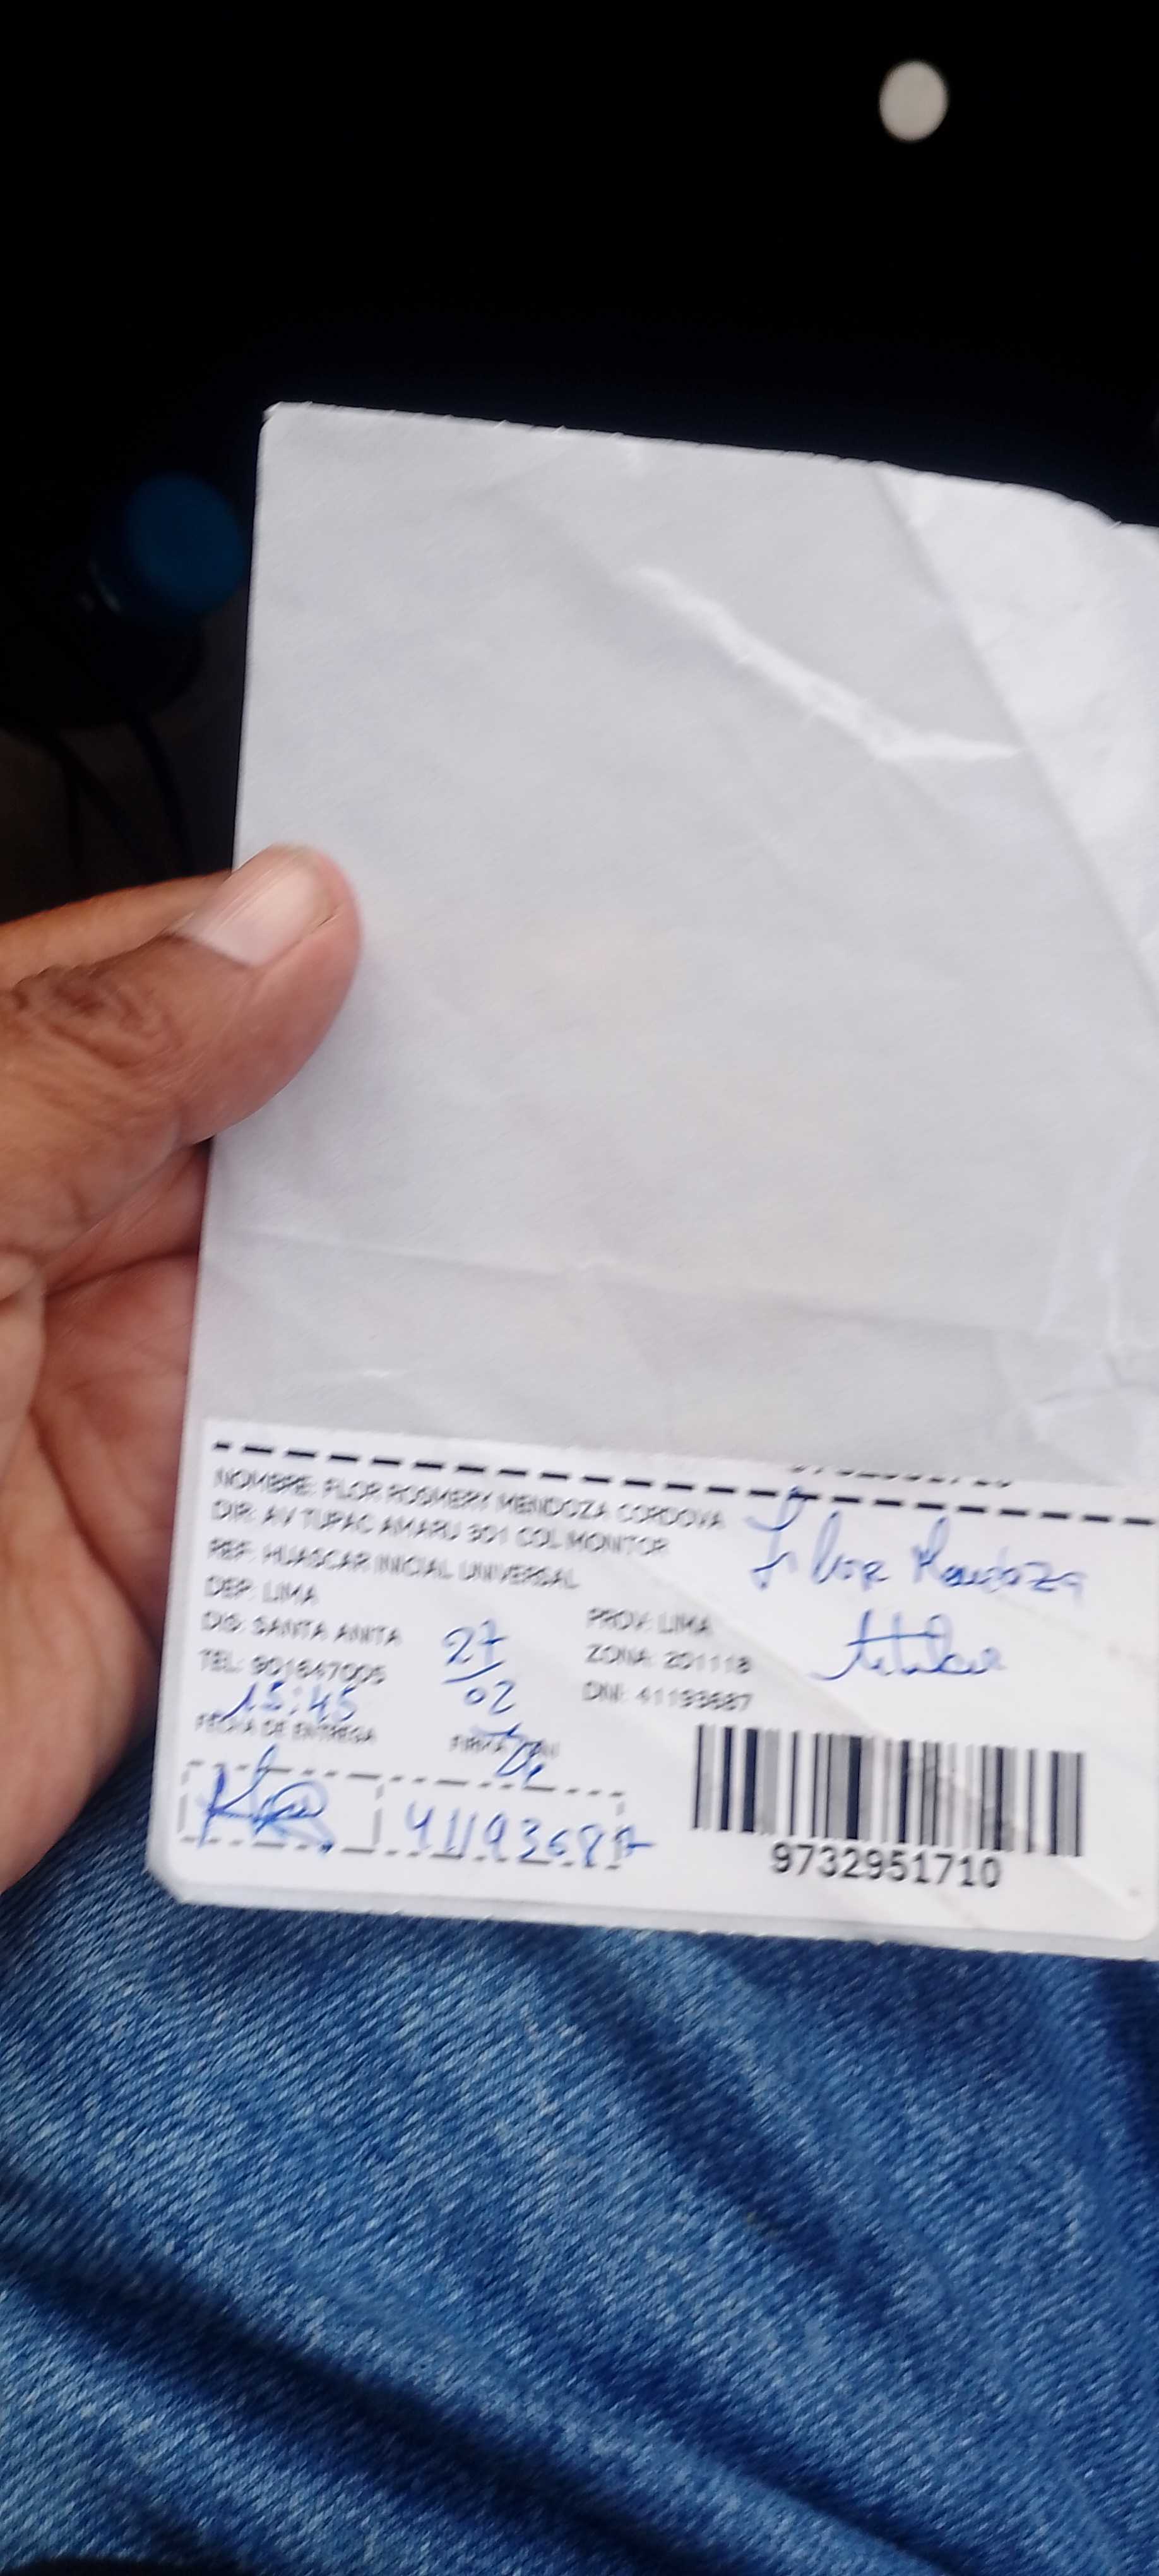 NOMBRE: FLOR ROSMERY MENDOZA CORDOVA
DIR: AV TUPAC AMARU 301 COL MONITOR
REF: HUASCAR INICIAL UNIVERSAL
DEP: LIMA
PROV: LIMA
DIS: SANTA ANITA
ZONA: 201118
TEL: 901647005
DNI: 41193687
27/02
15:45
FECHA DE ENTREGA
FIRMA
Mendoza
41193687
9732951710